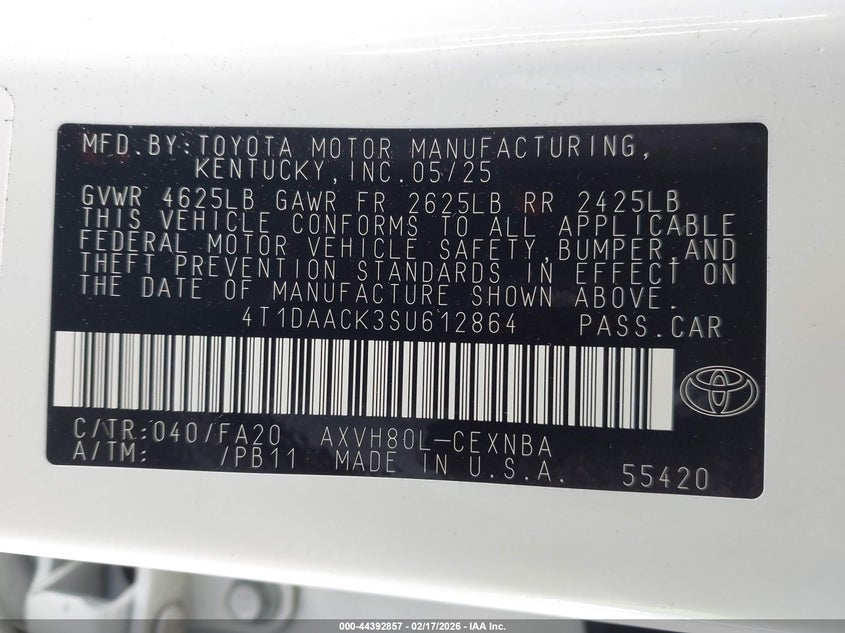 MFD.BY:TOYOTA MOTOR MANUFACTURING,
KENTUCKY,INC.05/25
GVWR 4625LB GAWR FR 2625LB RR 2425LB
THIS VEHICLE CONFORMS TO ALL APPLICABLE
FEDERAL MOTOR VEHICLE SAFETY,BUMPER,AND
THEFT PREVENTION STANDARDS IN EFFECT ON
THE DATE OF MANUFACTURE SHOWN ABOVE.
4T1DAACK3SU612864 PASS.CAR
C/TR:040/FA20 AXVH80L-CEXNBA
A/TM: /PB11 MADE IN U.S.A. 55420
000-44392857 - 02/17/2026 - IAA Inc.